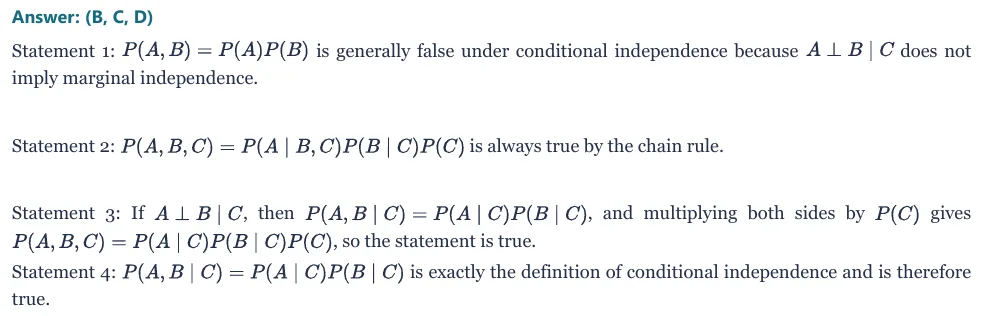 Answer: (B, C, D)
Statement 1: P(A, B) = P(A)P(B) is generally false under conditional independence because A ⊥ B | C does not
imply marginal independence.
Statement 2: P(A, B, C) = P(A | B, C)P(B | C)P(C) is always true by the chain rule.
Statement 3: If A ⊥ B | C, then P(A, B | C) = P(A | C)P(B | C), and multiplying both sides by P(C) gives
P(A, B, C) = P(A | C)P(B | C)P(C), so the statement is true.
Statement 4: P(A, B | C) = P(A | C)P(B | C) is exactly the definition of conditional independence and is therefore
true.